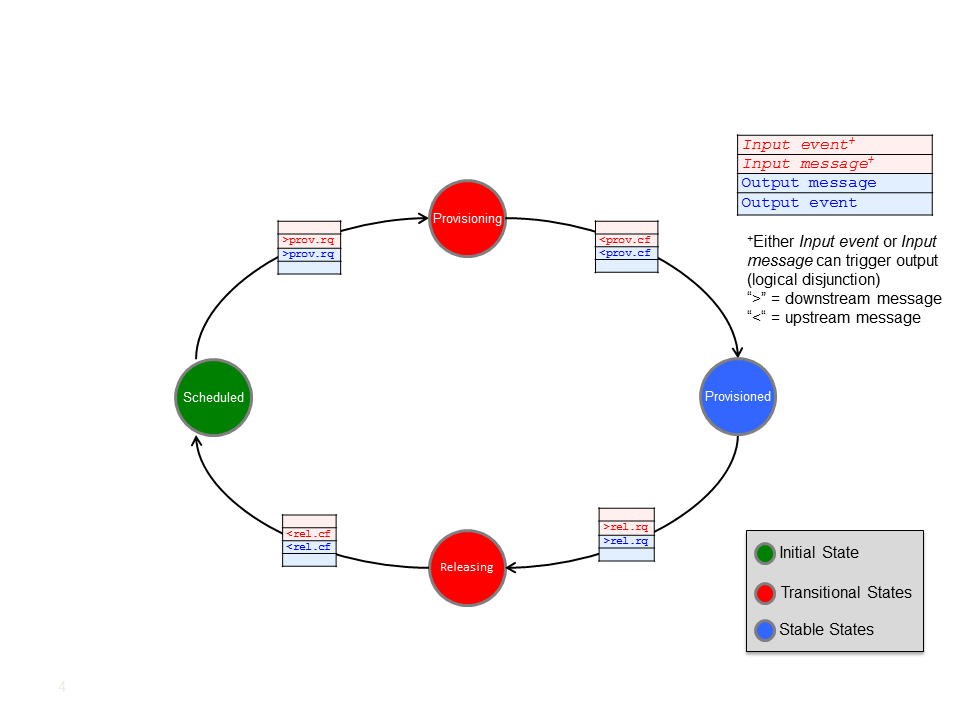 Input event+
Input message+
Output message
Output event
Provisioning
>prov.rq
>prov.rq
<prov.cf
<prov.cf
+Either Input event or Input
message can trigger output
(logical disjunction)
“>” = downstream message
“<“ = upstream message
Scheduled
Provisioned
<rel.cf
<rel.cf
>rel.rq
>rel.rq
Releasing
Initial State
Transitional States
Stable States
4